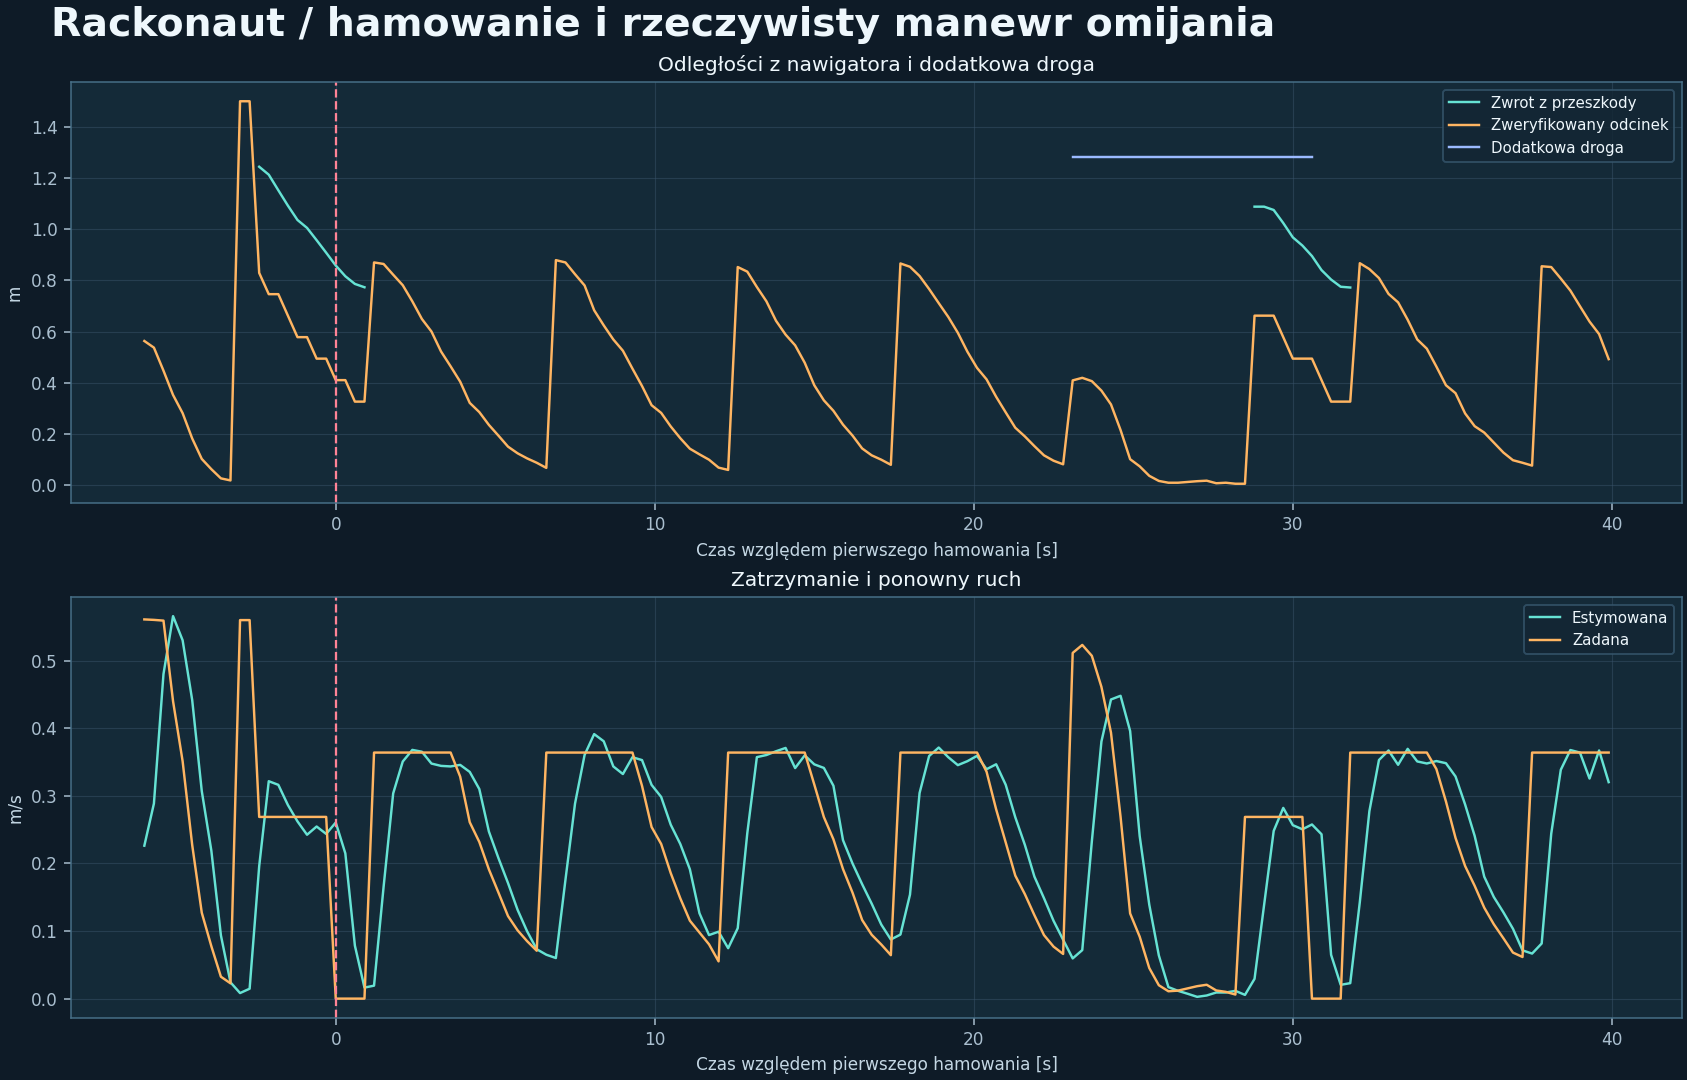 Rackonaut / hamowanie i rzeczywisty manewr omijania
Odległości z nawigatora i dodatkowa droga
Zwrot z przeszkody
Zweryfikowany odcinek
Dodatkowa droga
m
1.4
1.2
1.0
0.8
0.6
0.4
0.2
0.0
0 10 20 30 40
Czas względem pierwszego hamowania [s]
Zatrzymanie i ponowny ruch
Estymowana
Zadana
m/s
0.5
0.4
0.3
0.2
0.1
0.0
0 10 20 30 40
Czas względem pierwszego hamowania [s]